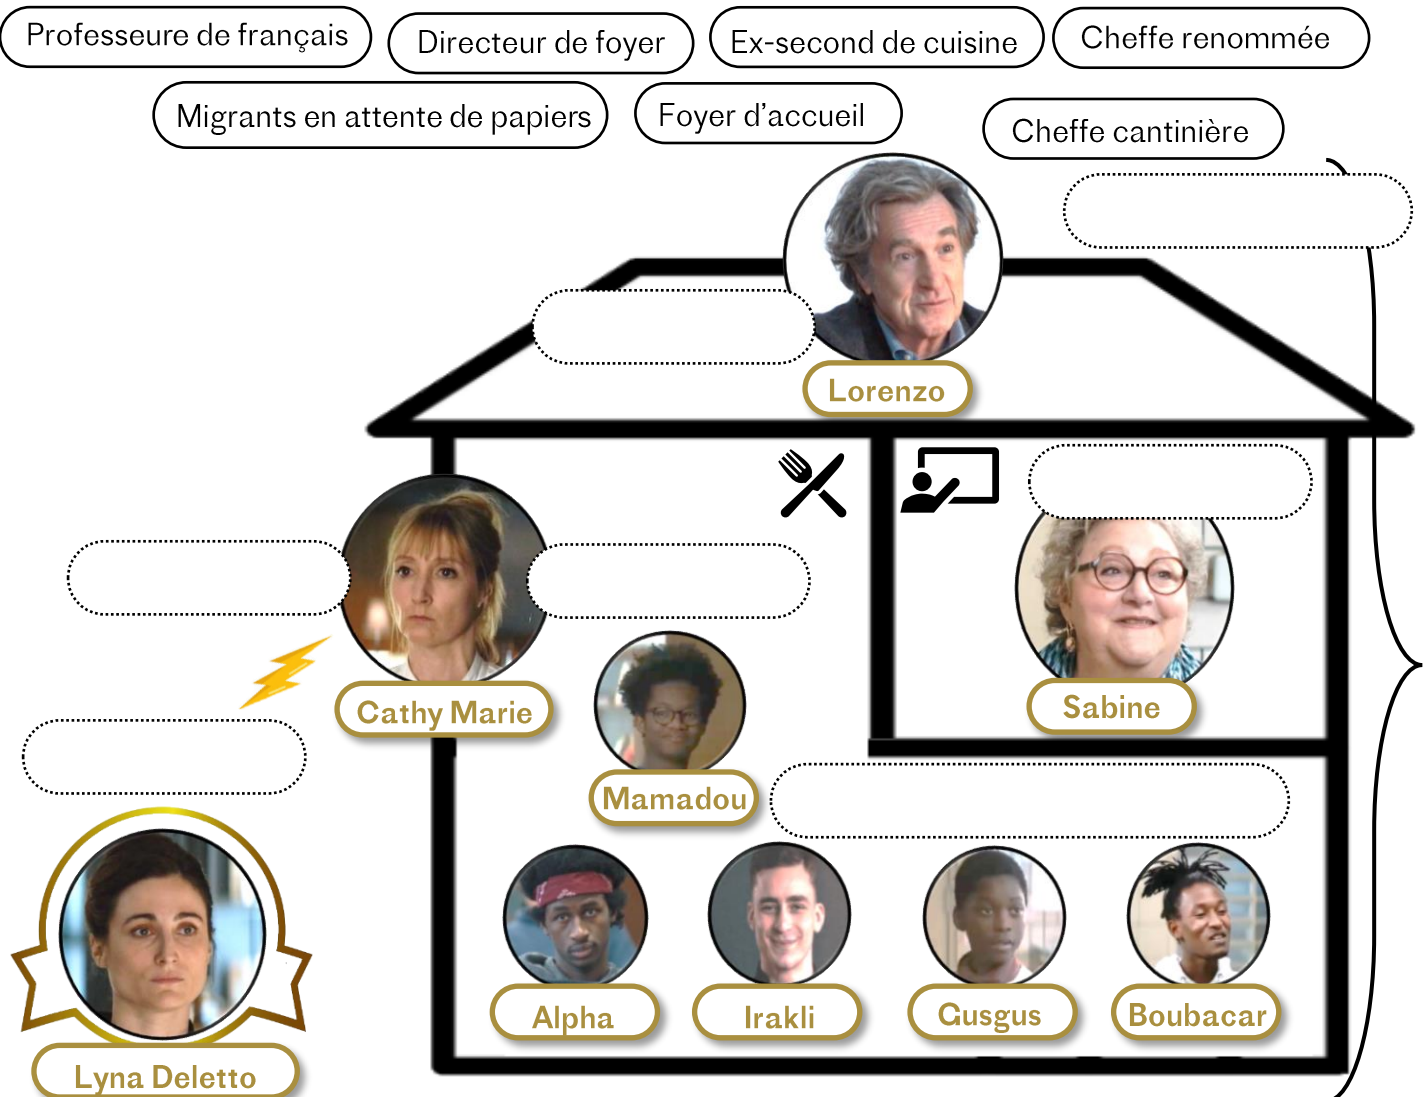 Professeure de français
Directeur de foyer
Ex-second de cuisine
Cheffe renommée
Migrants en attente de papiers
Foyer d’accueil
Cheffe cantinière
Lorenzo
Cathy Marie
Sabine
Mamadou
Alpha
Irakli
Gusgus
Boubacar
Lyna Deletto